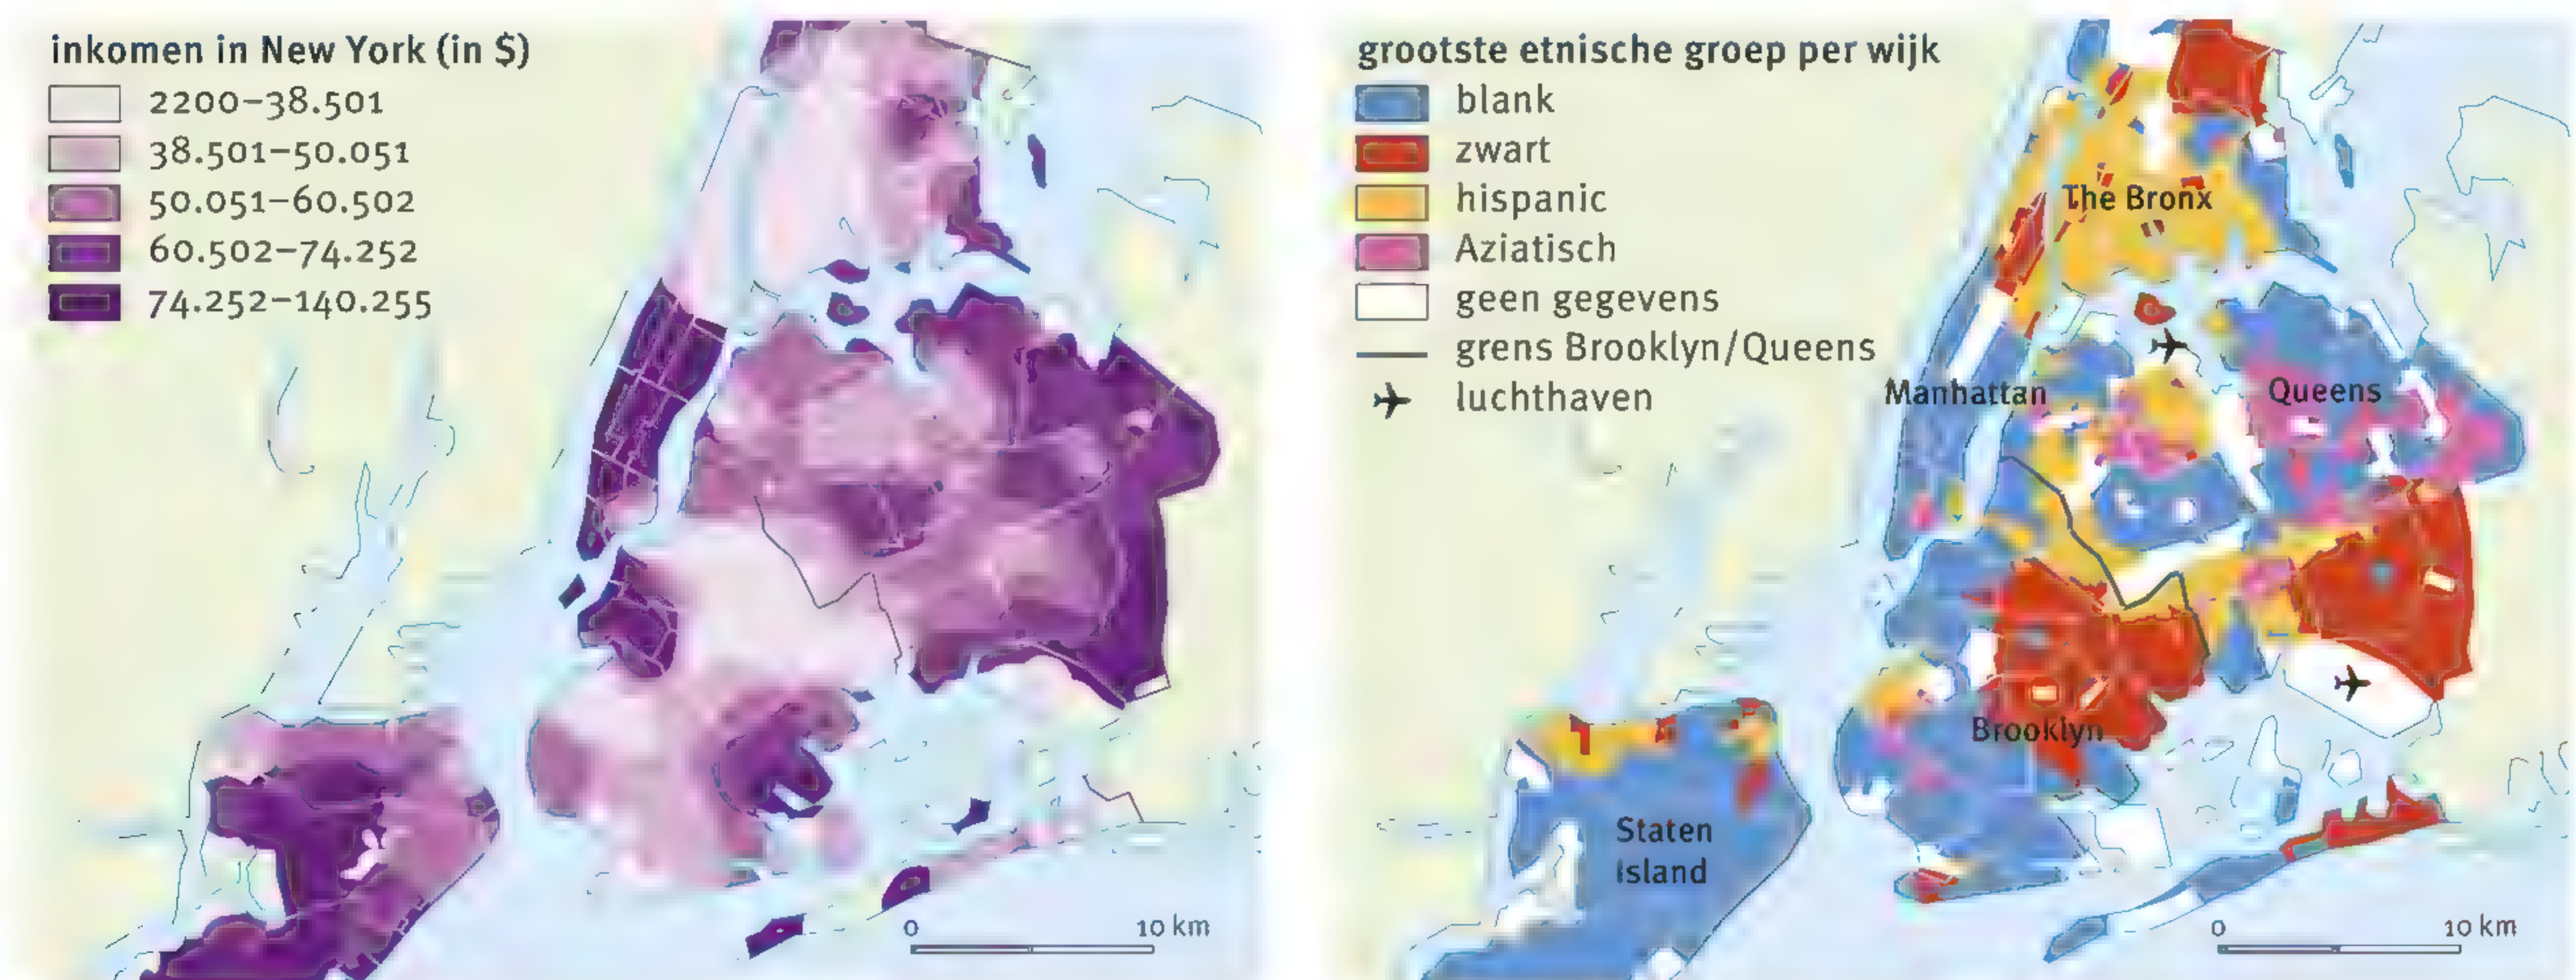 inkomen in New York (in $)
2200–38.501
38.501–50.051
50.051–60.502
60.502–74.252
74.252–140.255
0 10 km
grootste etnische groep per wijk
blank
zwart
hispanic
Aziatisch
geen gegevens
grens Brooklyn/Queens
luchthaven
The Bronx
Manhattan
Queens
Brooklyn
Staten
Island
0 10 km